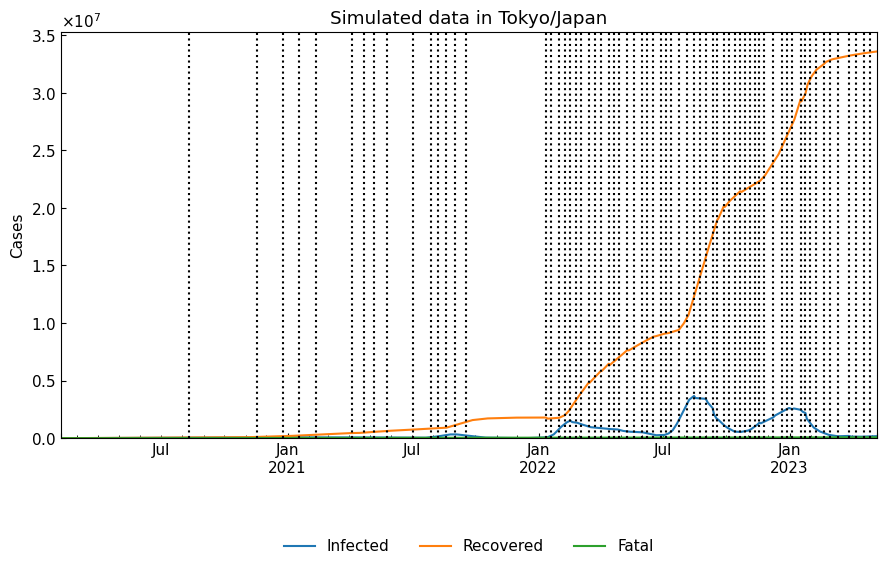 Simulated data in Tokyo/Japan
×10⁷
3.5
3.0
2.5
2.0
1.5
1.0
0.5
0.0
Cases
Jul
Jan
2021
Jul
Jan
2022
Jul
Jan
2023
Infected
Recovered
Fatal